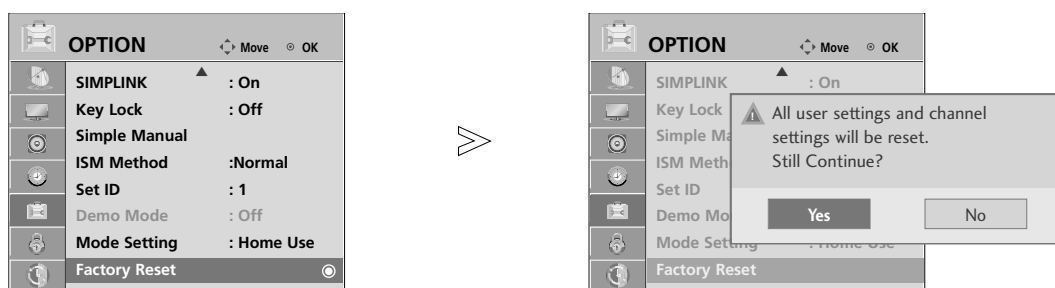 OPTION Move OK
SIMPLINK : On
Key Lock : Off
Simple Manual
ISM Method :Normal
Set ID : 1
Demo Mode : Off
Mode Setting : Home Use
Factory Reset
OPTION Move OK
SIMPLINK : On
Key Lock
Simple Ma
ISM Meth
Set ID
Demo Mo
Mode Setting : Home Use
Factory Reset
All user settings and channel
settings will be reset.
Still Continue?
Yes No